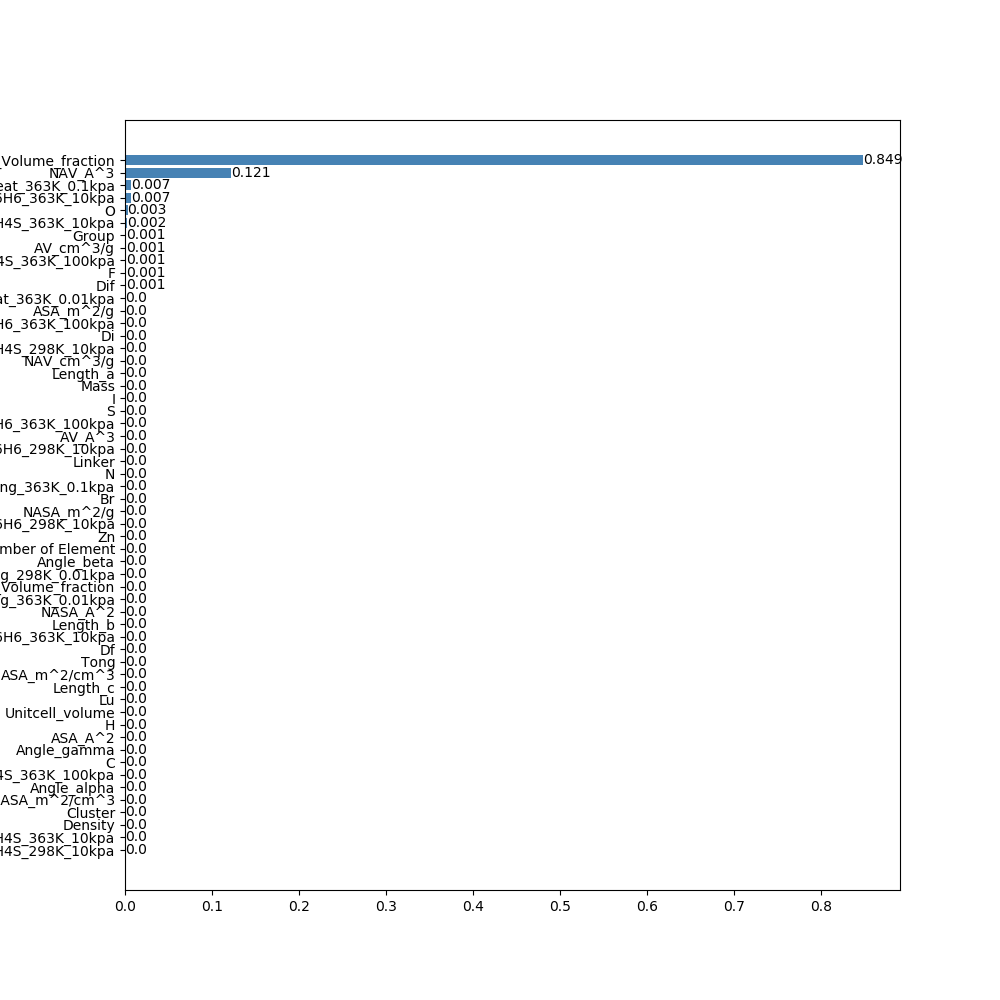 _Volume_fraction 0.849
NAV_A^3 0.121
eat_363K_0.1kpa 0.007
6H6_363K_10kpa 0.007
O 0.003
H4S_363K_10kpa 0.002
Group 0.001
AV_cm^3/g 0.001
4S_363K_100kpa 0.001
F 0.001
Dif 0.001
at_363K_0.01kpa 0.0
ASA_m^2/g 0.0
H6_363K_100kpa 0.0
Di 0.0
H4S_298K_10kpa 0.0
NAV_cm^3/g 0.0
Length_a 0.0
Mass 0.0
I 0.0
S 0.0
H6_363K_100kpa 0.0
AV_A^3 0.0
6H6_298K_10kpa 0.0
Linker 0.0
N 0.0
ng_363K_0.1kpa 0.0
Br 0.0
NASA_m^2/g 0.0
6H6_298K_10kpa 0.0
Zn 0.0
mber of Element 0.0
Angle_beta 0.0
g_298K_0.01kpa 0.0
_Volume_fraction 0.0
g_363K_0.01kpa 0.0
NASA_A^2 0.0
Length_b 0.0
6H6_363K_10kpa 0.0
Df 0.0
Tong 0.0
ASA_m^2/cm^3 0.0
Length_c 0.0
Lu 0.0
Unitcell_volume 0.0
H 0.0
ASA_A^2 0.0
Angle_gamma 0.0
C 0.0
4S_363K_100kpa 0.0
Angle_alpha 0.0
ASA_m^2/cm^3 0.0
Cluster 0.0
Density 0.0
H4S_363K_10kpa 0.0
H4S_298K_10kpa 0.0
0.0 0.1 0.2 0.3 0.4 0.5 0.6 0.7 0.8